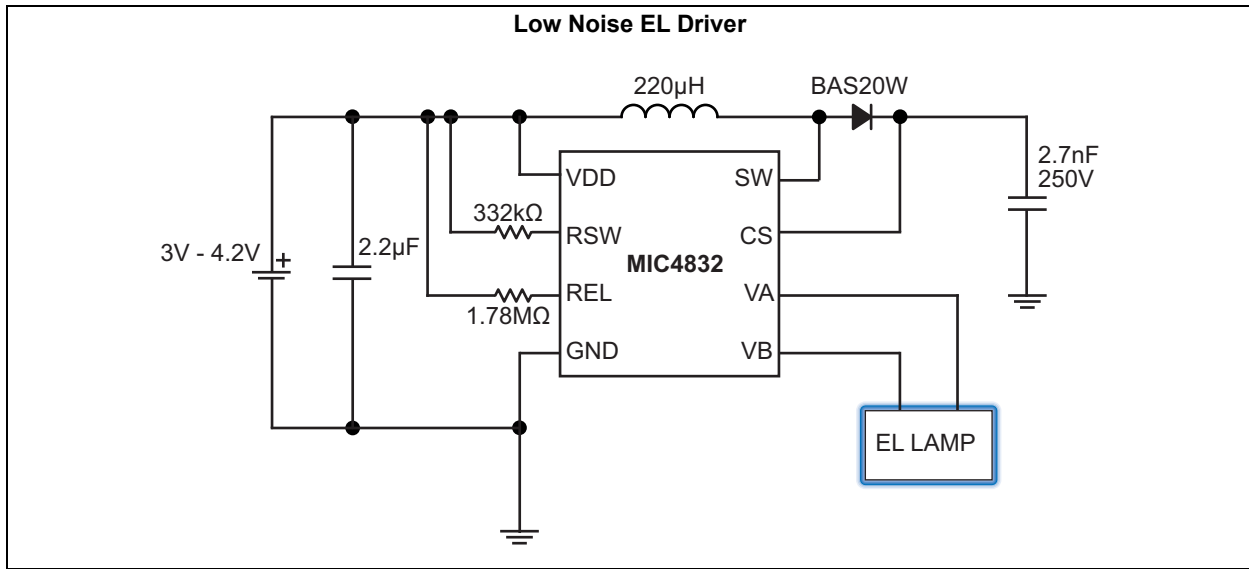 Low Noise EL Driver
220µH
BAS20W
2.7nF
250V
VDD
SW
332kΩ
RSW
CS
3V - 4.2V
+
2.2µF
MIC4832
REL
VA
1.78MΩ
GND
VB
EL LAMP